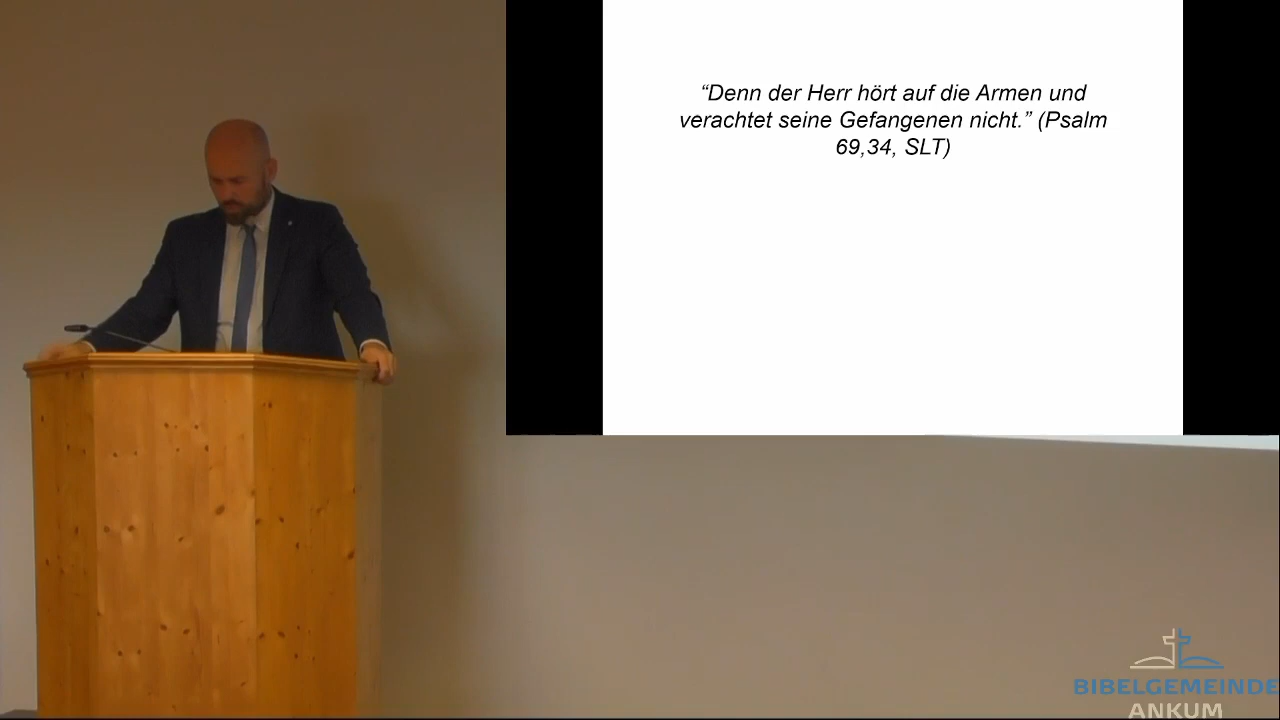 “Denn der Herr hört auf die Armen und
verachtet seine Gefangenen nicht.” (Psalm
69,34, SLT)
BIBELGEMEINDE
ANKUM